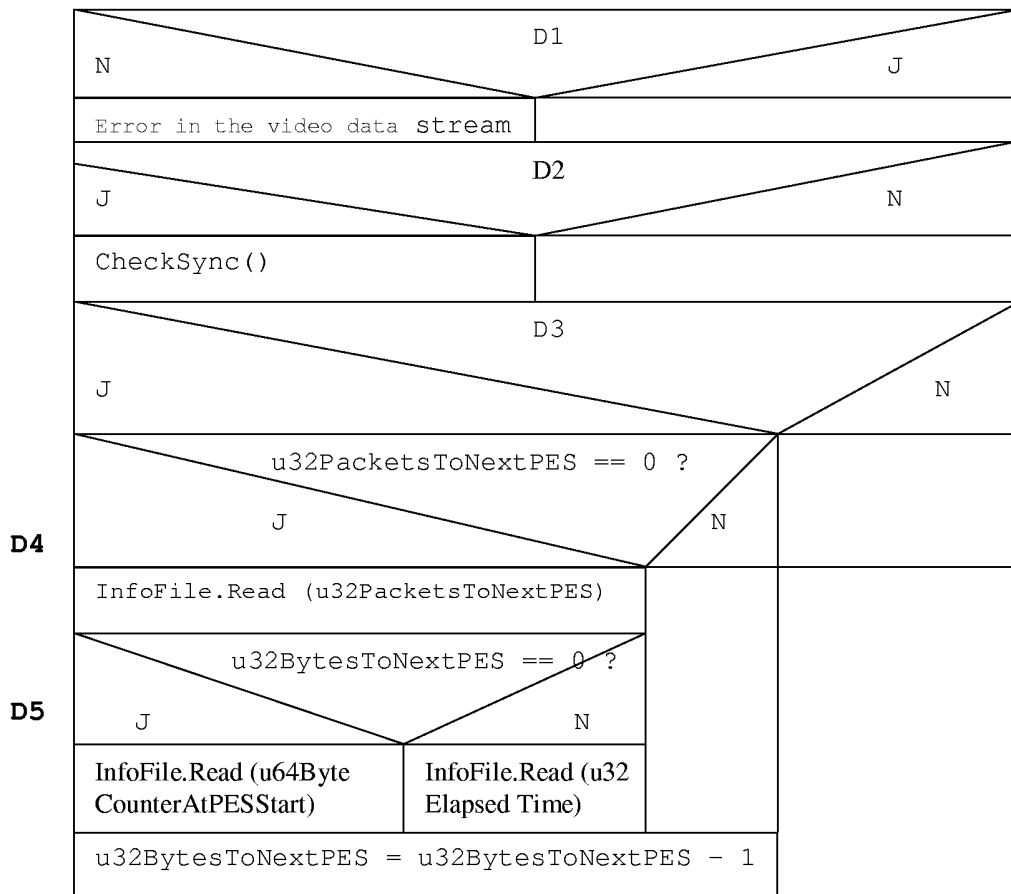 D1
N J
Error in the video data stream
D2
J N
CheckSync()
D3
J N
u32PacketsToNextPES == 0 ?
J N
D4
InfoFile.Read (u32PacketsToNextPES)
u32BytesToNextPES == 0 ?
D5
J N
InfoFile.Read (u64Byte
CounterAtPESStart)
InfoFile.Read (u32
Elapsed Time)
u32BytesToNextPES = u32BytesToNextPES - 1